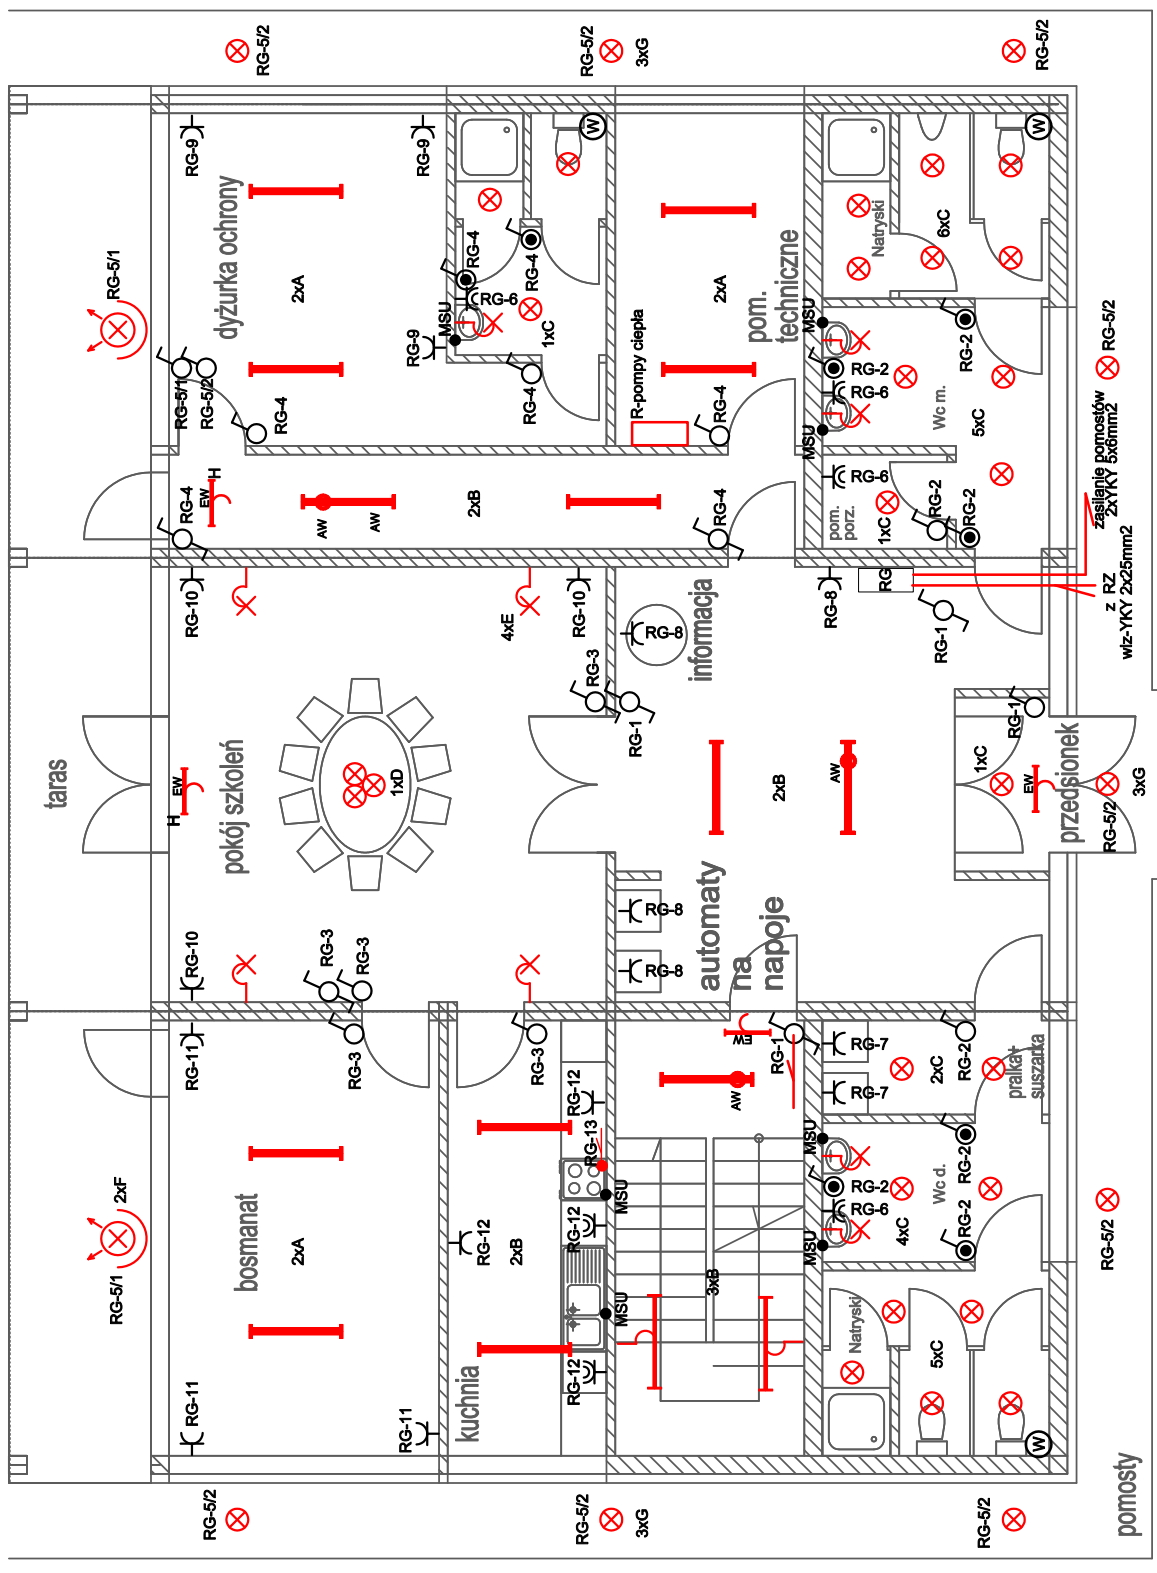 RG-5/2
RG-5/2
3xG
RG-5/2
RG-9
RG-9
W
W
dyżurka ochrony
RG-5/1
2xA
RG-4
RG-4
RG-6
MSU
RG-9
1xC
RG-4
2xA
pom.
techniczne
Natryski
6xC
R-pompy ciepła
MSU
RG-2
RG-6
MSU
RG-2
RG-5/2
Wc m.
5xC
RG-5/1
RG-5/2
RG-4
RG-4
RG-4
EW
H
AW
AW
2xB
RG-4
RG-6
pom.
porz.
1xC
RG-2
RG-2
zasilanie pomostów
2xYKY 5x6mm2
z RZ
wlz-YKY 2x25mm2
RG-10
4xE
RG-10
RG-8
RG
RG-1
RG-8
informacja
RG-3
RG-1
RG-1
taras
EW
H
pokój szkoleń
1xD
2xB
AW
1xC
EW
przedsionek
RG-5/2
3xG
automaty
na
napoje
RG-8
RG-8
RG-10
RG-3
RG-3
RG-11
RG-3
RG-3
RG-12
RG-13
EW
RG-1
AW
RG-7
RG-7
2xC
RG-2
pralka+
suszarka
MSU
RG-2
RG-6
MSU
RG-2
RG-2
Wc d.
4xC
RG-5/2
2xF
RG-5/1
bosmanat
2xA
RG-12
2xB
RG-12
MSU
MSU
3xB
RG-12
kuchnia
RG-11
RG-11
Natryski
5xC
W
pomosty
RG-5/2
RG-5/2
3xG
RG-5/2